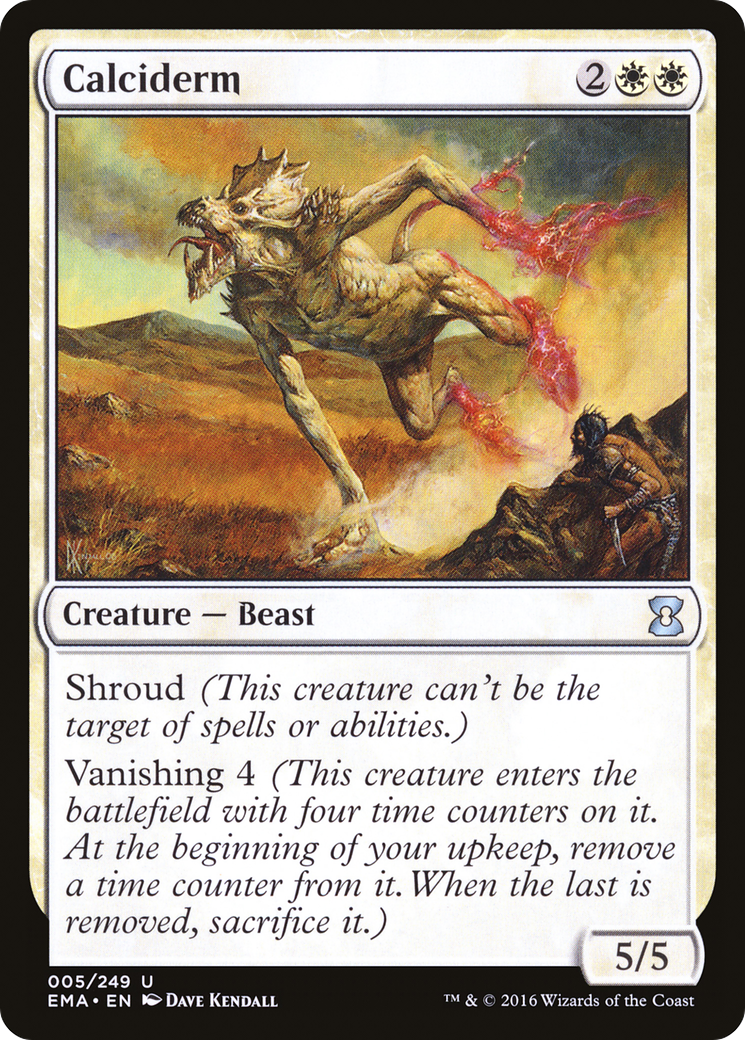 Calciderm
2
Creature — Beast
Shroud (This creature can't be the
target of spells or abilities.)
Vanishing 4 (This creature enters the
battlefield with four time counters on it.
At the beginning of your upkeep, remove
a time counter from it. When the last is
removed, sacrifice it.)
5/5
005/249 U
EMA • EN Dave Kendall
™ & © 2016 Wizards of the Coast